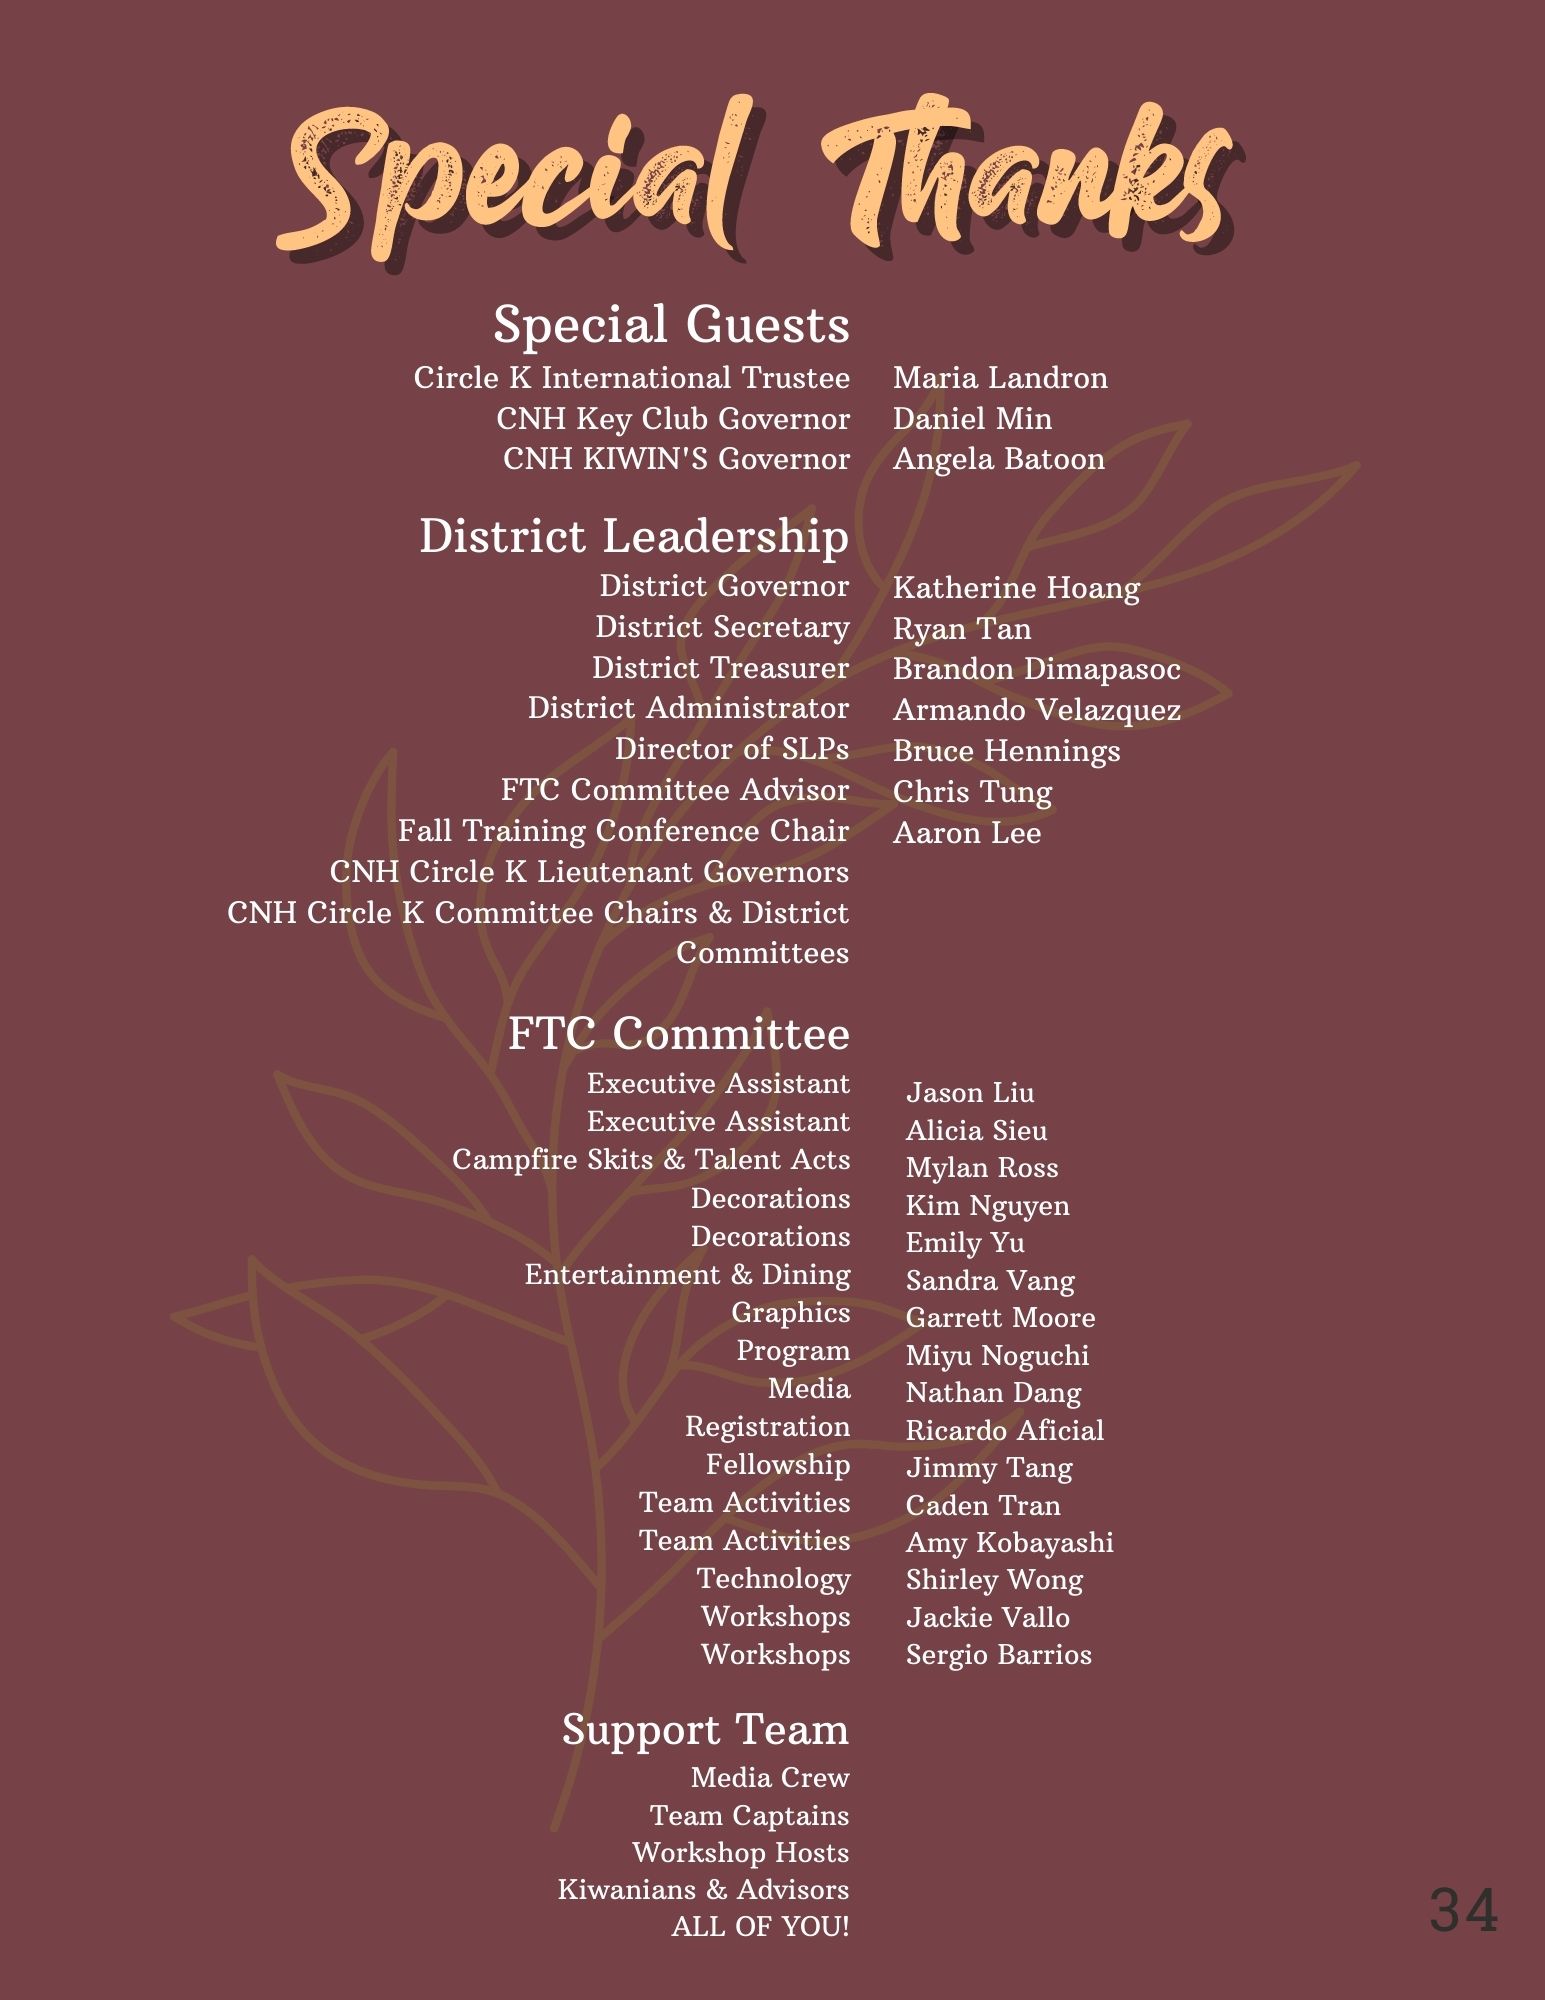 Special Thanks
Special Guests
Circle K International Trustee Maria Landron
CNH Key Club Governor Daniel Min
CNH KIWIN'S Governor Angela Batoon
District Leadership
District Governor Katherine Hoang
District Secretary Ryan Tan
District Treasurer Brandon Dimapasoc
District Administrator Armando Velazquez
Director of SLPs Bruce Hennings
FTC Committee Advisor Chris Tung
Fall Training Conference Chair Aaron Lee
CNH Circle K Lieutenant Governors
CNH Circle K Committee Chairs & District
Committees
FTC Committee
Executive Assistant Jason Liu
Executive Assistant Alicia Sieu
Campfire Skits & Talent Acts Mylan Ross
Decorations Kim Nguyen
Decorations Emily Yu
Entertainment & Dining Sandra Vang
Graphics Garrett Moore
Program Miyu Noguchi
Media Nathan Dang
Registration Ricardo Aficial
Fellowship Jimmy Tang
Team Activities Caden Tran
Team Activities Amy Kobayashi
Technology Shirley Wong
Workshops Jackie Vallo
Workshops Sergio Barrios
Support Team
Media Crew
Team Captains
Workshop Hosts
Kiwanians & Advisors
ALL OF YOU!
34